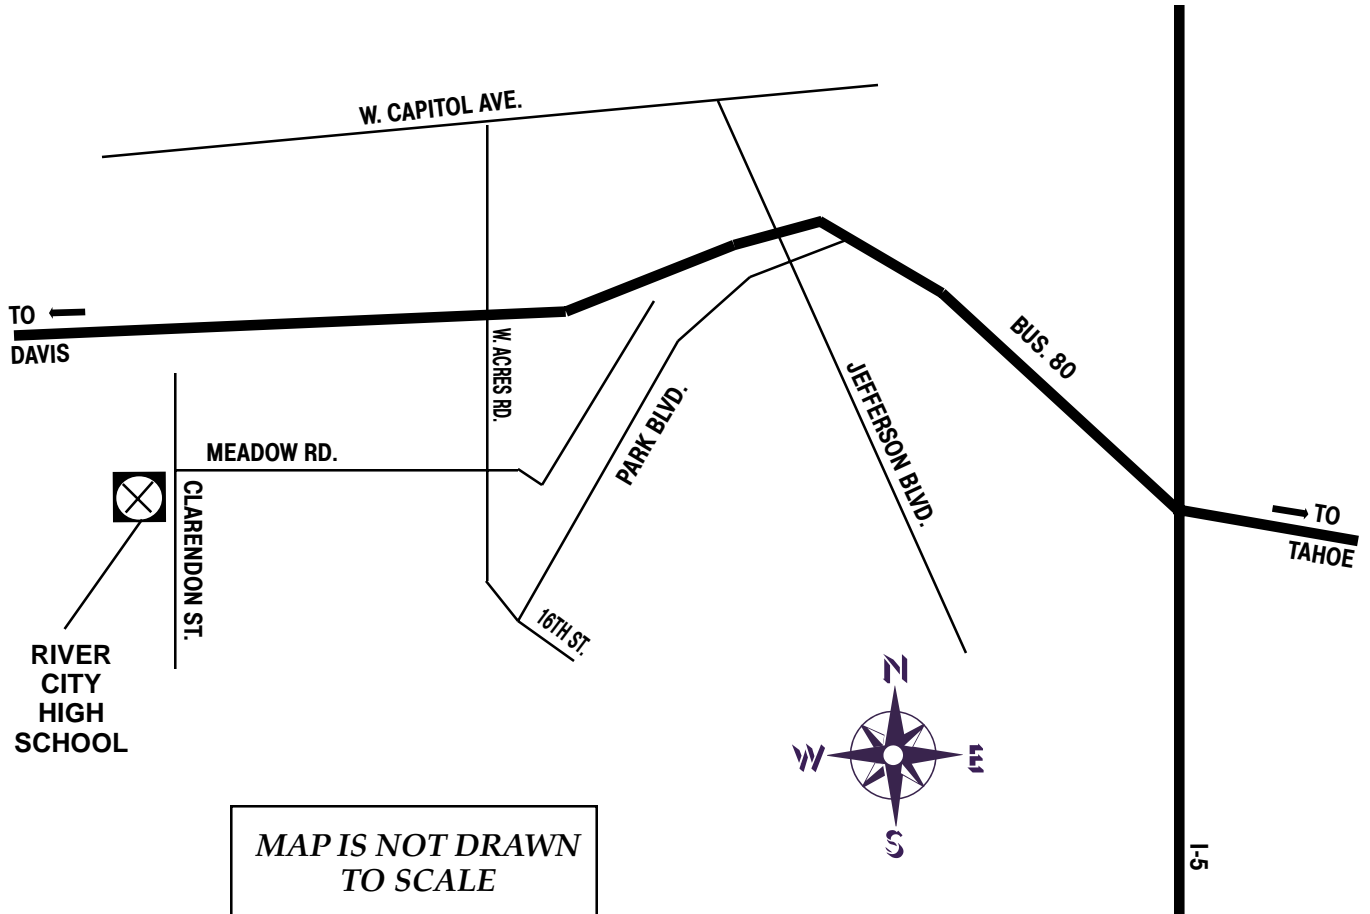 W. CAPITOL AVE.
TO
DAVIS
W. ACRES RD.
BUS. 80
JEFFERSON BLVD.
PARK BLVD.
MEADOW RD.
CLARENDON ST.
TO
TAHOE
16TH ST.
RIVER
CITY
HIGH
SCHOOL
N
W
E
S
MAP IS NOT DRAWN
TO SCALE
I-5